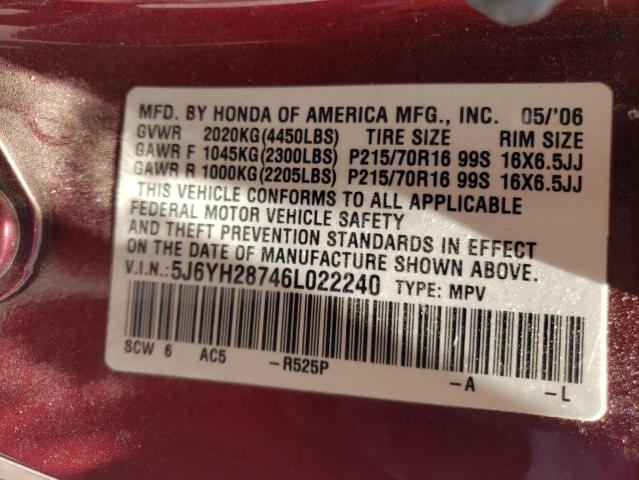 MFD. BY HONDA OF AMERICA MFG., INC. 05/'06
GVWR 2020KG(4450LBS) TIRE SIZE RIM SIZE
GAWR F 1045KG(2300LBS) P215/70R16 99S 16X6.5JJ
GAWR R 1000KG(2205LBS) P215/70R16 99S 16X6.5JJ
THIS VEHICLE CONFORMS TO ALL APPLICABLE
FEDERAL MOTOR VEHICLE SAFETY
AND THEFT PREVENTION STANDARDS IN EFFECT
ON THE DATE OF MANUFACTURE SHOWN ABOVE.
V.I.N.:5J6YH28746L022240 TYPE: MPV
SCW 6 AC5 -R525P -A -L